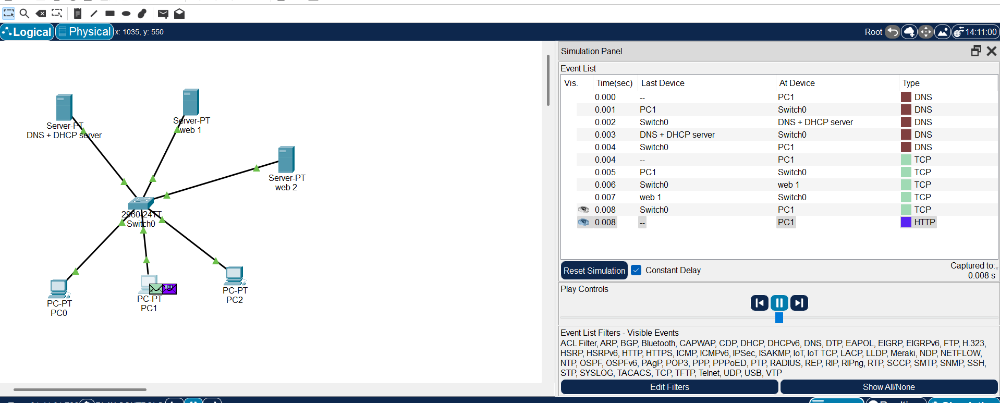 Logical Physical x: 1035, y: 550 Root 14:11:00
Simulation Panel
Event List
Vis. Time(sec) Last Device At Device Type
0.000 -- PC1 DNS
0.001 PC1 Switch0 DNS
0.002 Switch0 DNS + DHCP server DNS
0.003 DNS + DHCP server Switch0 DNS
0.004 Switch0 PC1 DNS
0.004 -- PC1 TCP
0.005 PC1 Switch0 TCP
0.006 Switch0 web 1 TCP
0.007 web 1 Switch0 TCP
0.008 Switch0 PC1 TCP
0.008 -- PC1 HTTP
Reset Simulation Constant Delay Captured to:
0.008 s
Play Controls
Event List Filters - Visible Events
ACL Filter, ARP, BGP, Bluetooth, CAPWAP, CDP, DHCP, DHCPv6, DNS, DTP, EAPOL, EIGRP, EIGRPv6, FTP, H.323,
HSRP, HSRPv6, HTTP, HTTPS, ICMP, ICMPv6, IPSec, ISAKMP, IoT, IoT TCP, LACP, LLDP, Meraki, NDP, NETFLOW,
NTP, OSPF, OSPFv6, PAgP, POP3, PPP, PPPoED, PTP, RADIUS, REP, RIP, RIPng, RTP, SCCP, SMTP, SNMP, SSH,
STP, SYSLOG, TACACS, TCP, TFTP, Telnet, UDP, USB, VTP
Edit Filters Show All/None
Server-PT
DNS + DHCP server
Server-PT
web 1
Server-PT
web 2
2960-24TT
Switch0
PC-PT
PC0
PC-PT
PC1
PC-PT
PC2